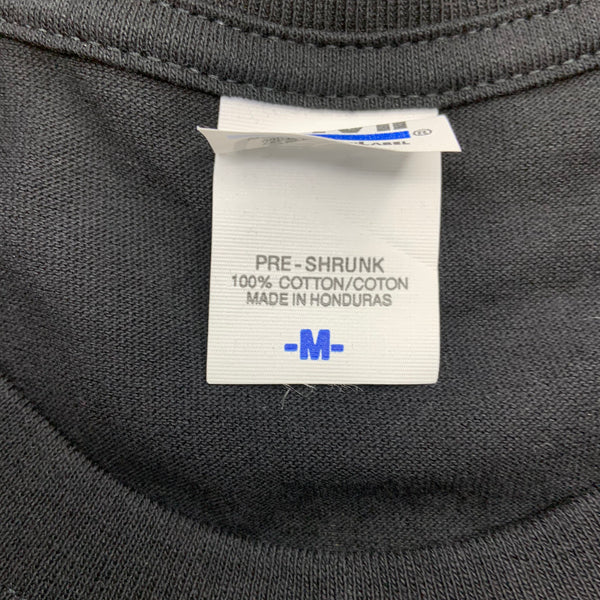 PRE-SHRUNK
100% COTTON/COTON
MADE IN HONDURAS
-M-